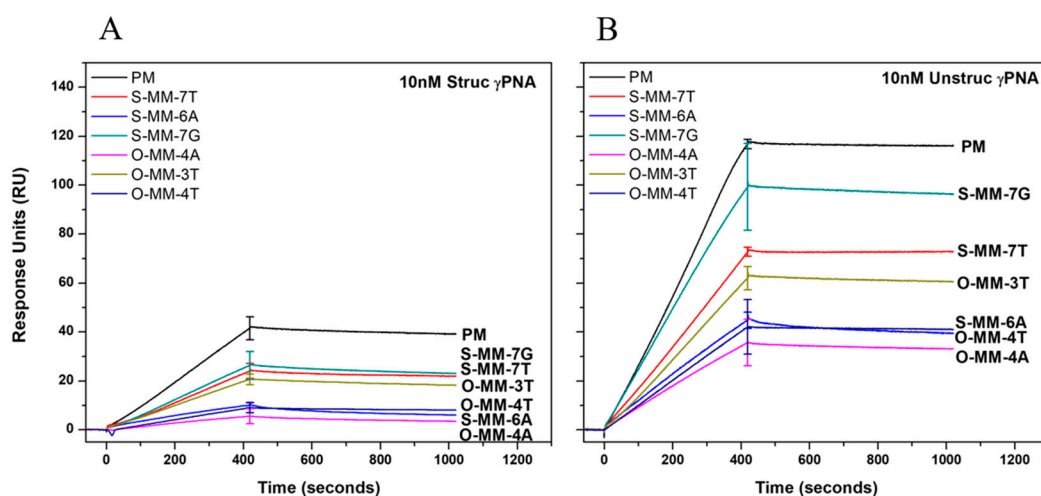 A
140
120
100
80
60
40
20
0
Response Units (RU)
PM
S-MM-7T
S-MM-6A
S-MM-7G
O-MM-4A
O-MM-3T
O-MM-4T
10nM Struc γPNA
PM
S-MM-7G
S-MM-7T
O-MM-3T
O-MM-4T
S-MM-6A
O-MM-4A
0 200 400 600 800 1000 1200
Time (seconds)
B
PM
S-MM-7T
S-MM-6A
S-MM-7G
O-MM-4A
O-MM-3T
O-MM-4T
10nM Unstruc γPNA
PM
S-MM-7G
S-MM-7T
O-MM-3T
S-MM-6A
O-MM-4T
O-MM-4A
0 200 400 600 800 1000 1200
Time (seconds)